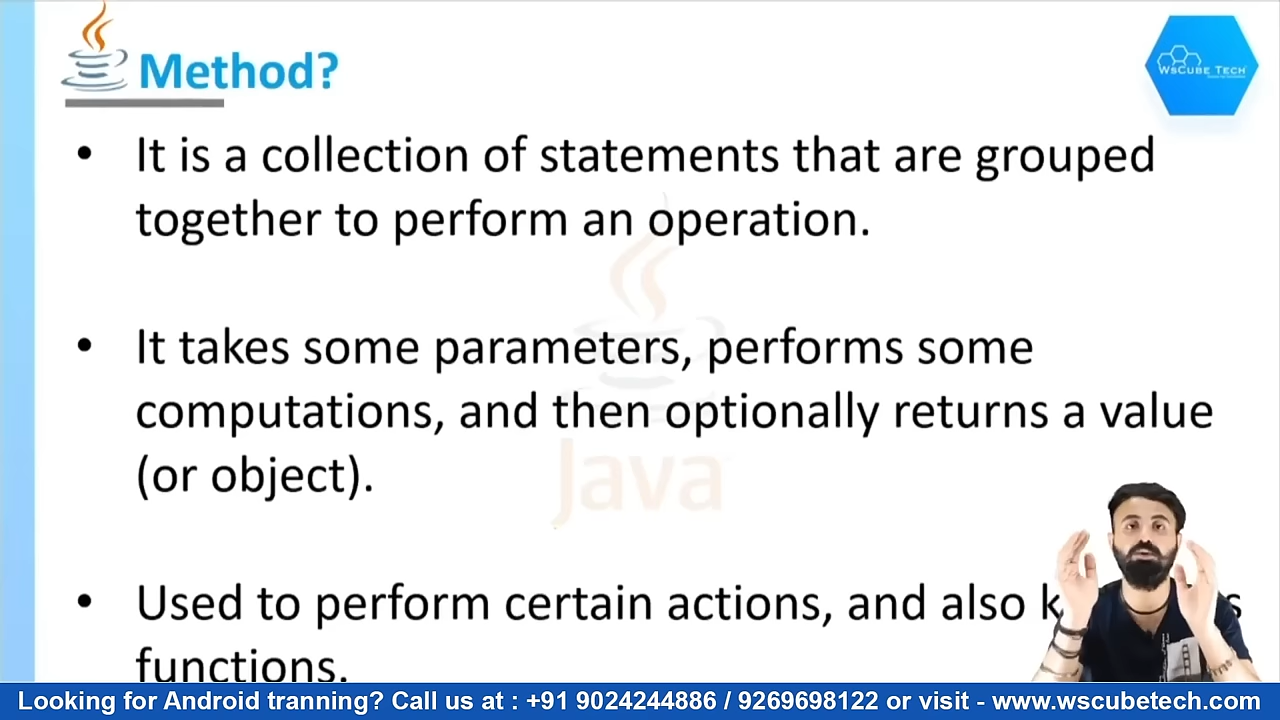 Method?
WsCube Tech
• It is a collection of statements that are grouped
together to perform an operation.
• It takes some parameters, performs some
computations, and then optionally returns a value
(or object).
Java
• Used to perform certain actions, and also
functions.
Looking for Android tranning? Call us at : +91 9024244886 / 9269698122 or visit - www.wscubetech.com